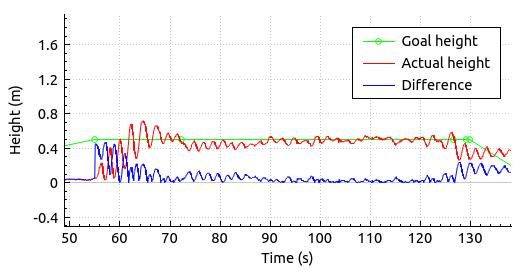 Goal height
Actual height
Difference
Height (m)
1.6
1.2
0.8
0.4
0
-0.4
50 60 70 80 90 100 110 120 130
Time (s)